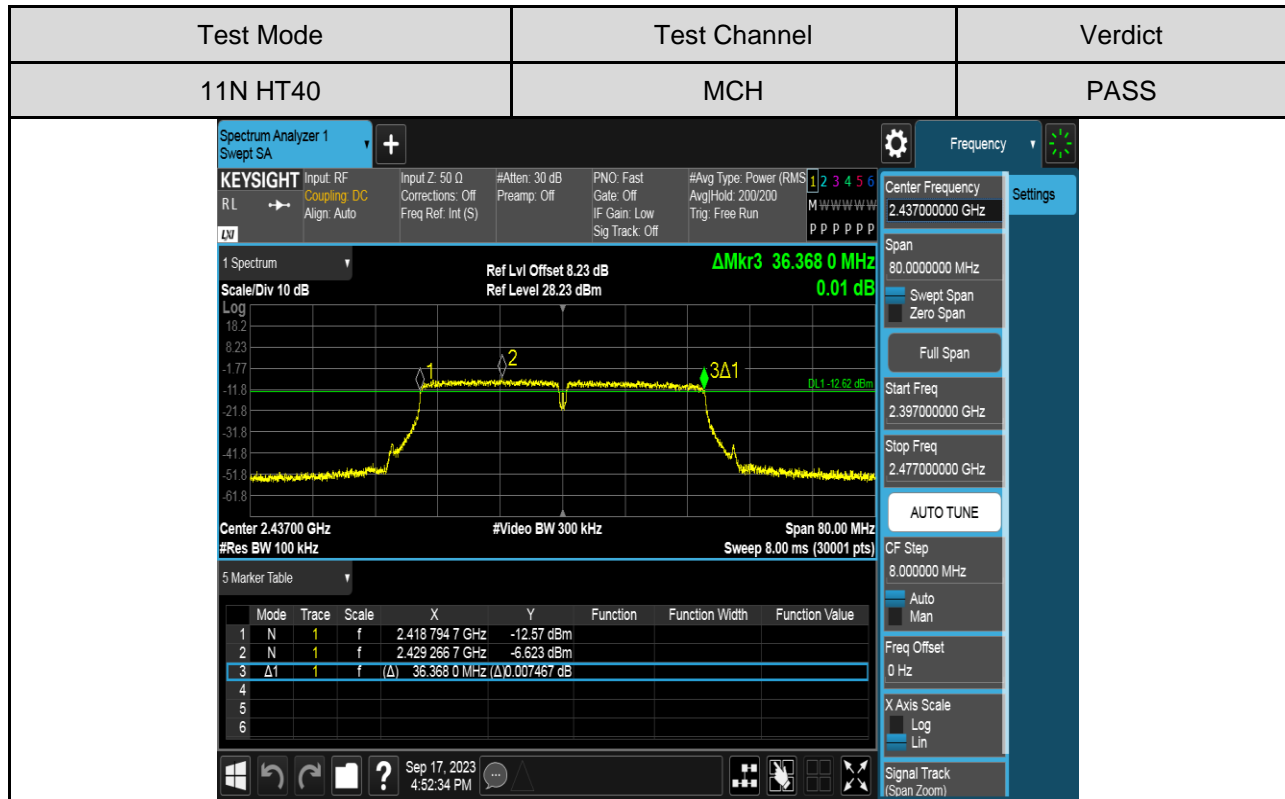 Test Mode Test Channel Verdict
11N HT40 MCH PASS
Spectrum Analyzer 1
Swept SA
+
Frequency
KEYSIGHT Input: RF Input Z: 50 Ω #Atten: 30 dB PNO: Fast #Avg Type: Power (RMS 1 2 3 4 5 6
RL Coupling: DC Corrections: Off Preamp: Off Gate: Off Avg|Hold: 200/200 M W W W W W
Align: Auto Freq Ref: Int (S) IF Gain: Low Trig: Free Run
LXI Sig Track: Off P P P P P P
1 Spectrum Ref Lvl Offset 8.23 dB ΔMkr3 36.368 0 MHz
Scale/Div 10 dB Ref Level 28.23 dBm 0.01 dB
Log
18.2
8.23
-1.77
-11.8
-21.8
-31.8
-41.8
-51.8
-61.8
1
2
3Δ1
DL1 -12.62 dBm
Center 2.43700 GHz #Video BW 300 kHz Span 80.00 MHz
#Res BW 100 kHz Sweep 8.00 ms (30001 pts)
5 Marker Table
Mode Trace Scale X Y Function Function Width Function Value
1 N 1 f 2.418 794 7 GHz -12.57 dBm
2 N 1 f 2.429 266 7 GHz -6.623 dBm
3 Δ1 1 f (Δ) 36.368 0 MHz (Δ)0.007467 dB
4
5
6
?
Sep 17, 2023
4:52:34 PM
Center Frequency
2.437000000 GHz
Settings
Span
80.0000000 MHz
Swept Span
Zero Span
Full Span
Start Freq
2.397000000 GHz
Stop Freq
2.477000000 GHz
AUTO TUNE
CF Step
8.000000 MHz
Auto
Man
Freq Offset
0 Hz
X Axis Scale
Log
Lin
Signal Track
(Span Zoom)